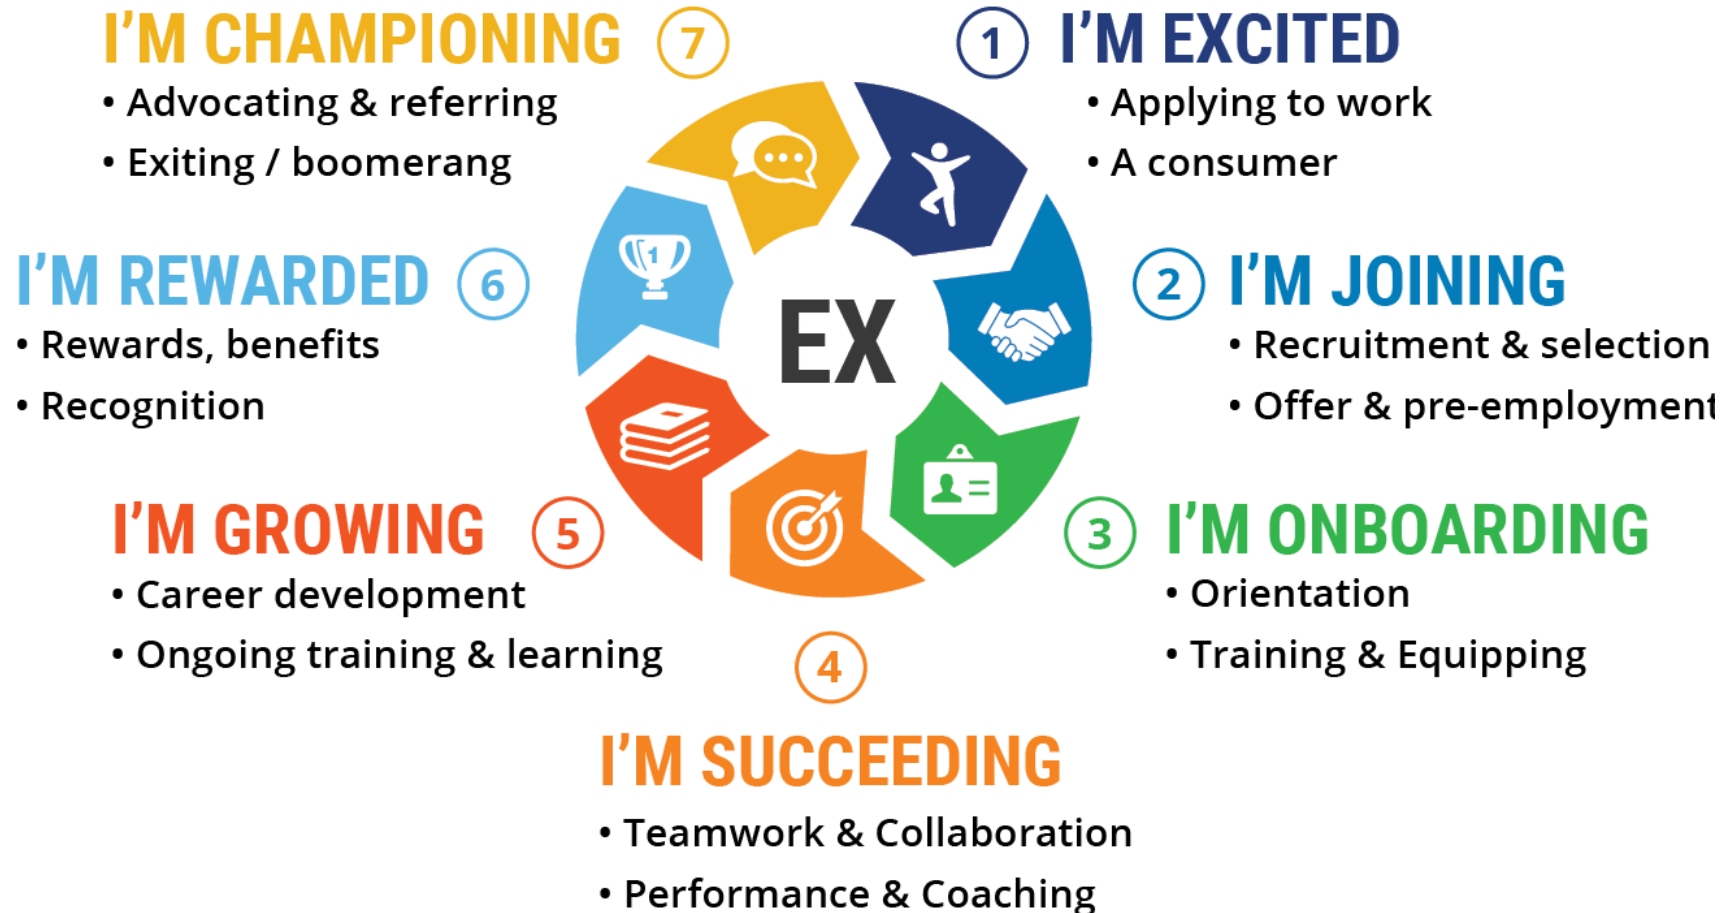 I'M EXCITED
1
• Applying to work
• A consumer
2
I'M JOINING
• Recruitment & selection
• Offer & pre-employment
3
I'M ONBOARDING
• Orientation
• Training & Equipping
4
I'M SUCCEEDING
• Teamwork & Collaboration
• Performance & Coaching
I'M GROWING
5
• Career development
• Ongoing training & learning
I'M REWARDED
6
• Rewards, benefits
• Recognition
I'M CHAMPIONING
7
• Advocating & referring
• Exiting / boomerang
1
EX